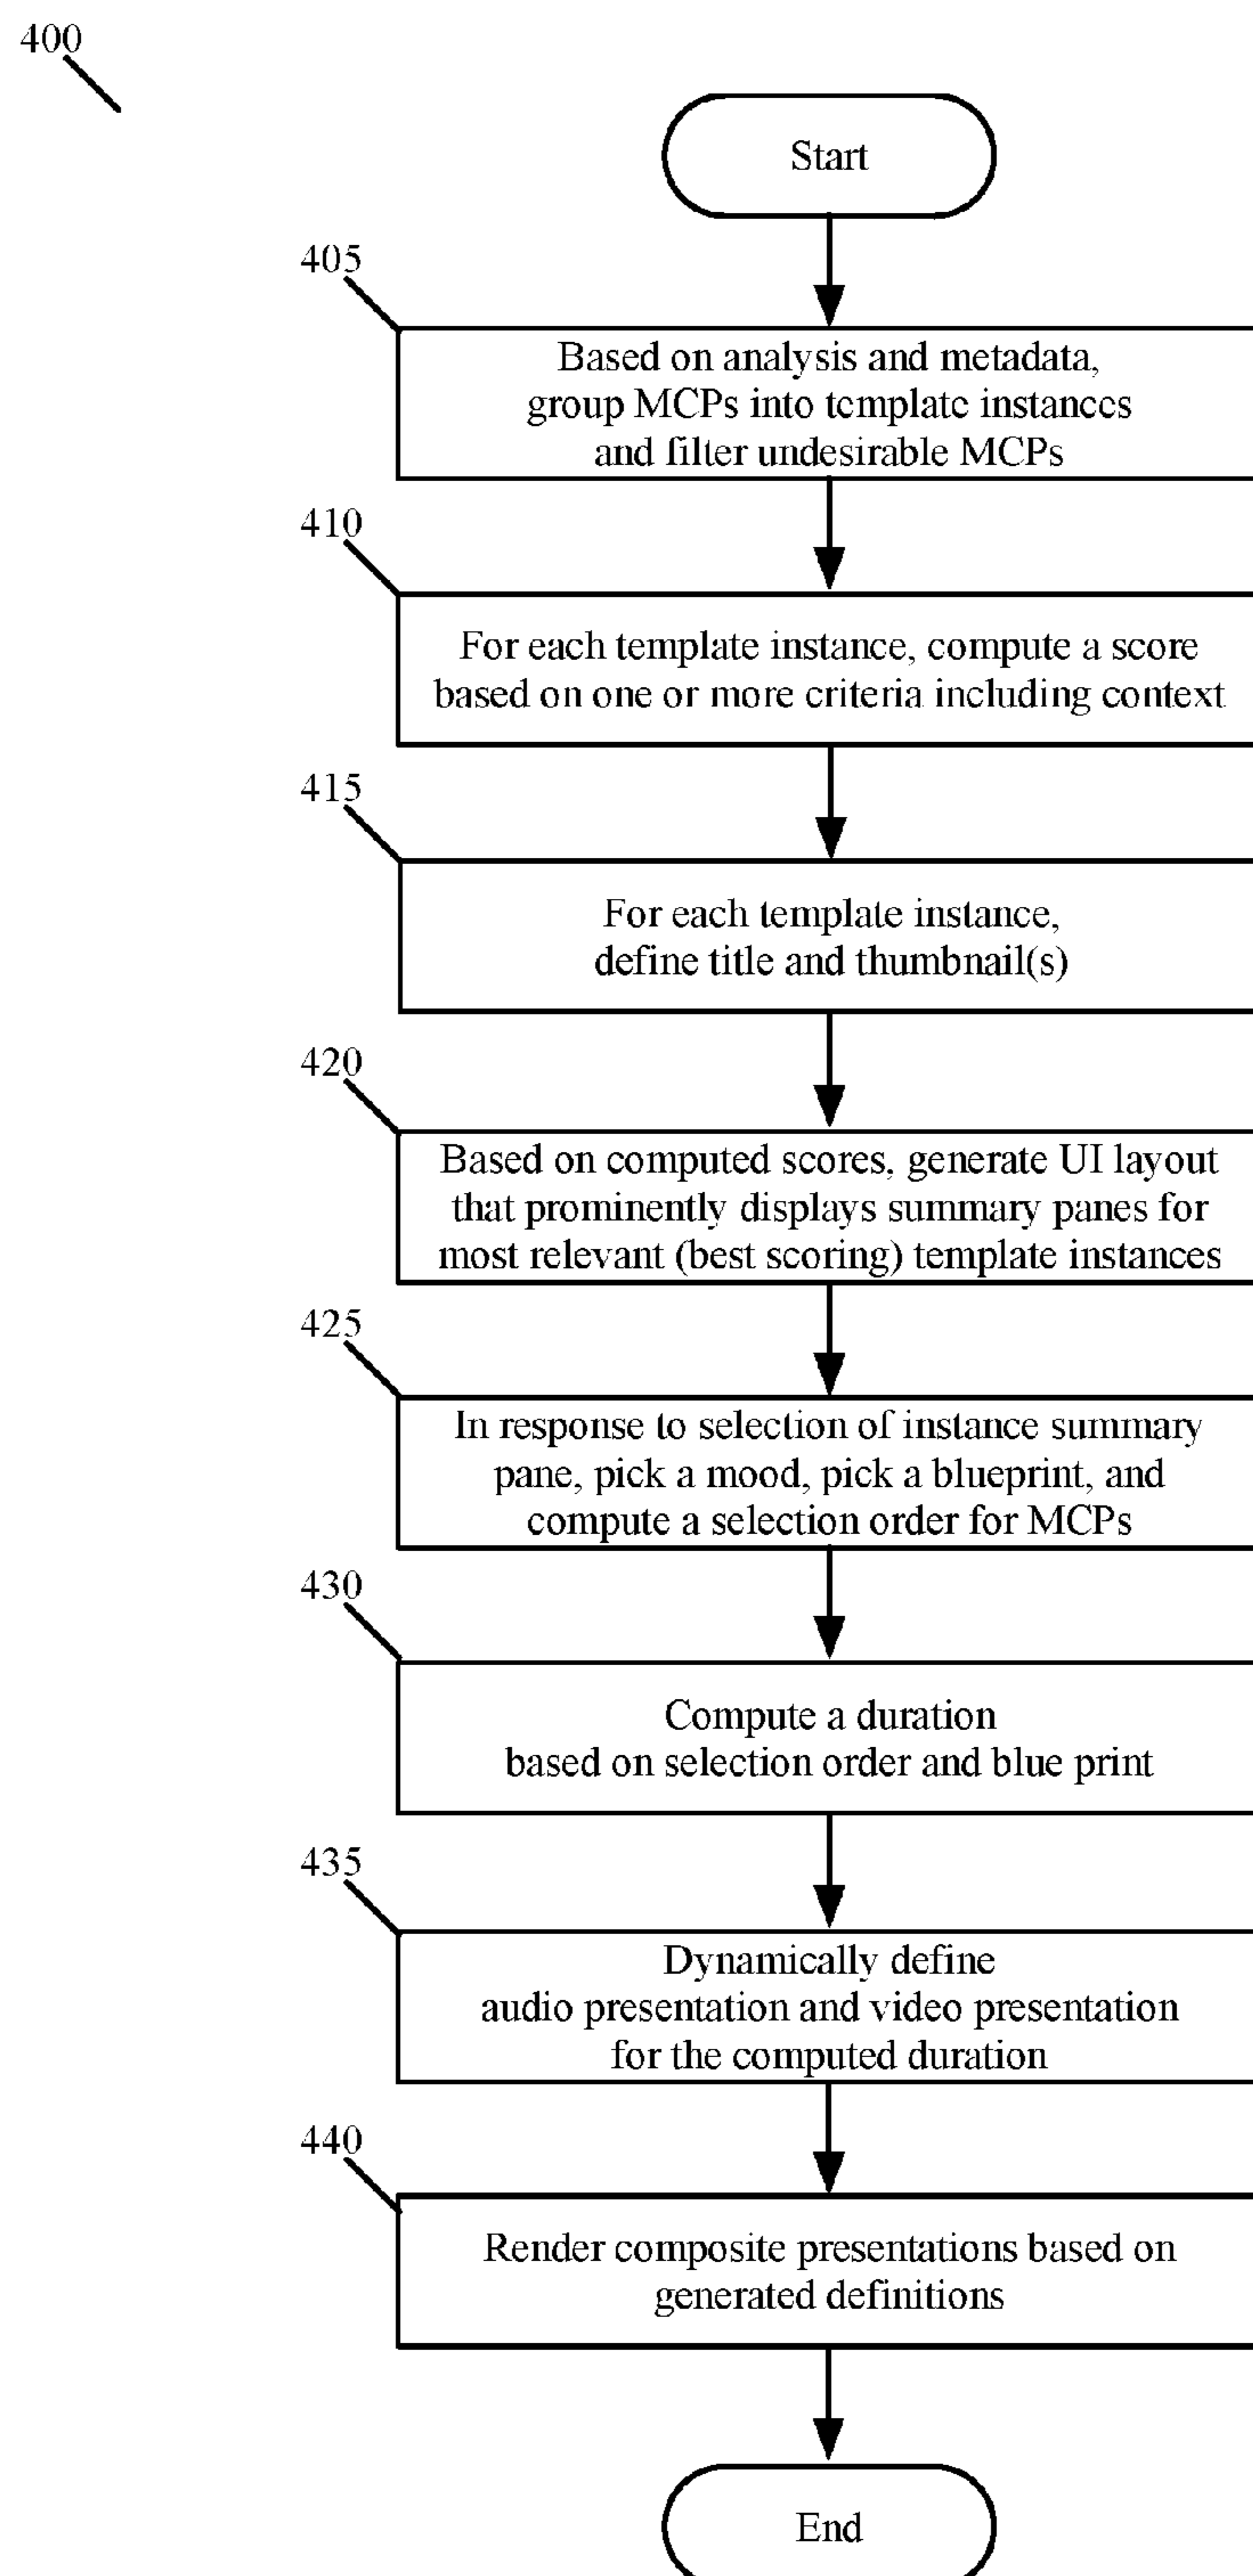 400
Start
405
Based on analysis and metadata,
group MCPs into template instances
and filter undesirable MCPs
410
For each template instance, compute a score
based on one or more criteria including context
415
For each template instance,
define title and thumbnail(s)
420
Based on computed scores, generate UI layout
that prominently displays summary panes for
most relevant (best scoring) template instances
425
In response to selection of instance summary
pane, pick a mood, pick a blueprint, and
compute a selection order for MCPs
430
Compute a duration
based on selection order and blue print
435
Dynamically define
audio presentation and video presentation
for the computed duration
440
Render composite presentations based on
generated definitions
End